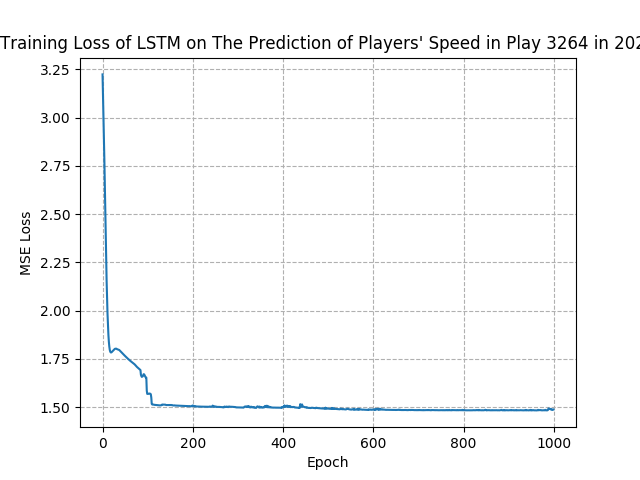 Training Loss of LSTM on The Prediction of Players' Speed in Play 3264 in 202
3.25
3.00
2.75
2.50
2.25
2.00
1.75
1.50
MSE Loss
0 200 400 600 800 1000
Epoch